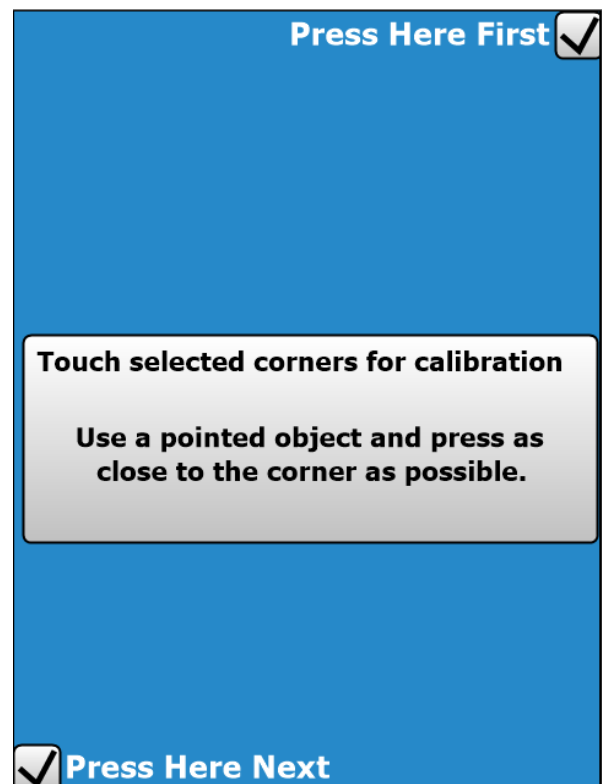 Press Here First
Touch selected corners for calibration
Use a pointed object and press as
close to the corner as possible.
Press Here Next